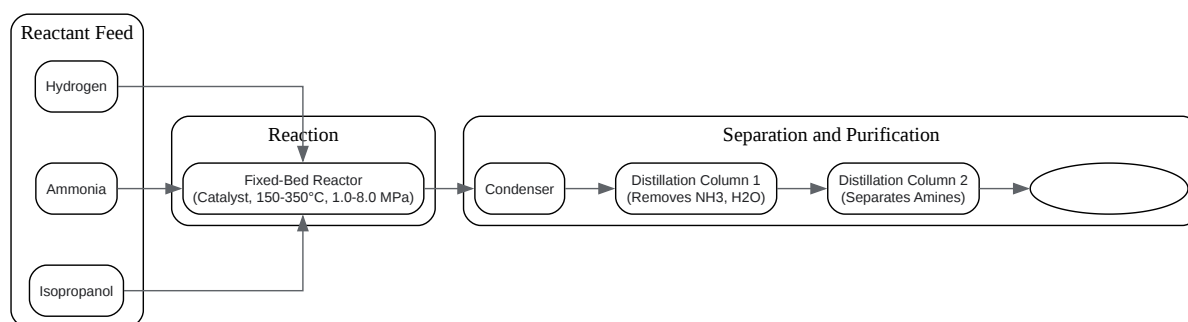 Reactant Feed
Hydrogen
Ammonia
Isopropanol
Reaction
Fixed-Bed Reactor
(Catalyst, 150-350°C, 1.0-8.0 MPa)
Separation and Purification
Condenser
Distillation Column 1
(Removes NH3, H2O)
Distillation Column 2
(Separates Amines)